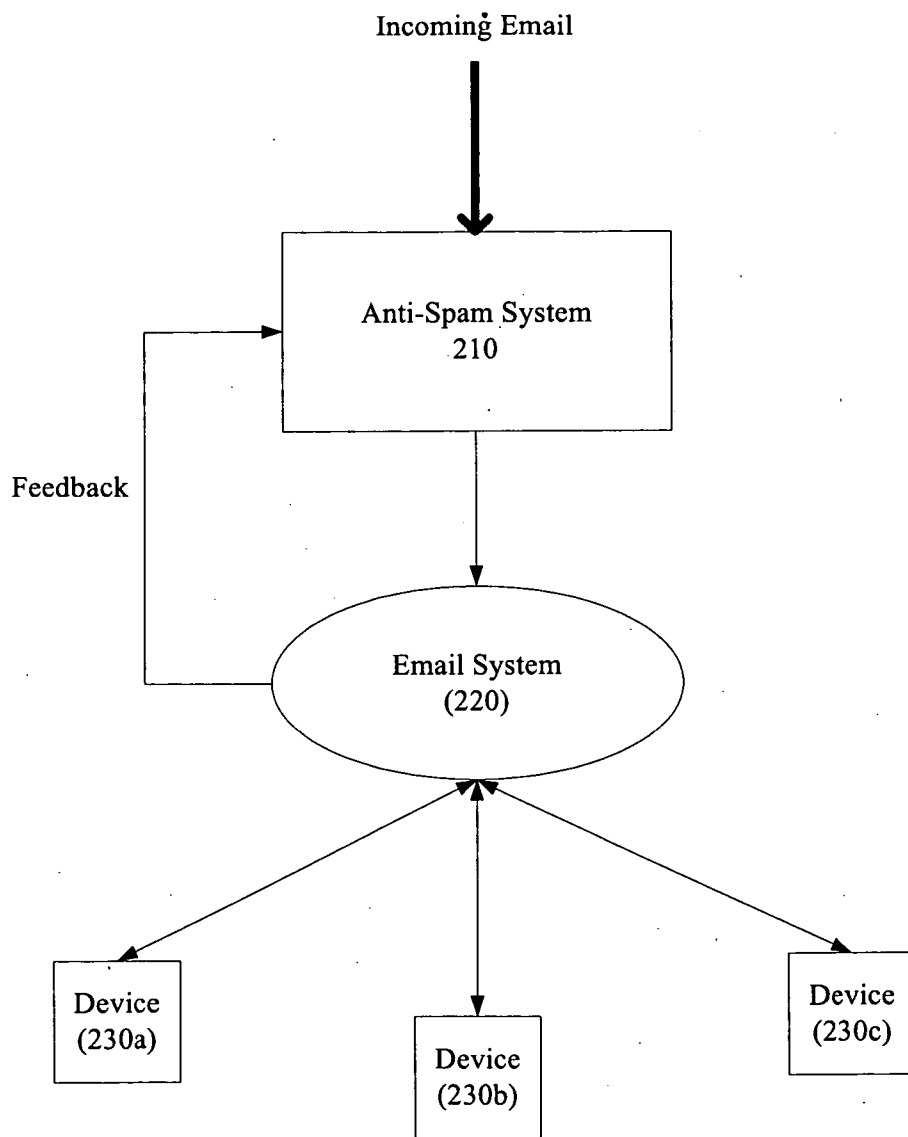 Incoming Email
Anti-Spam System
210
Feedback
Email System
(220)
Device
(230a)
Device
(230b)
Device
(230c)